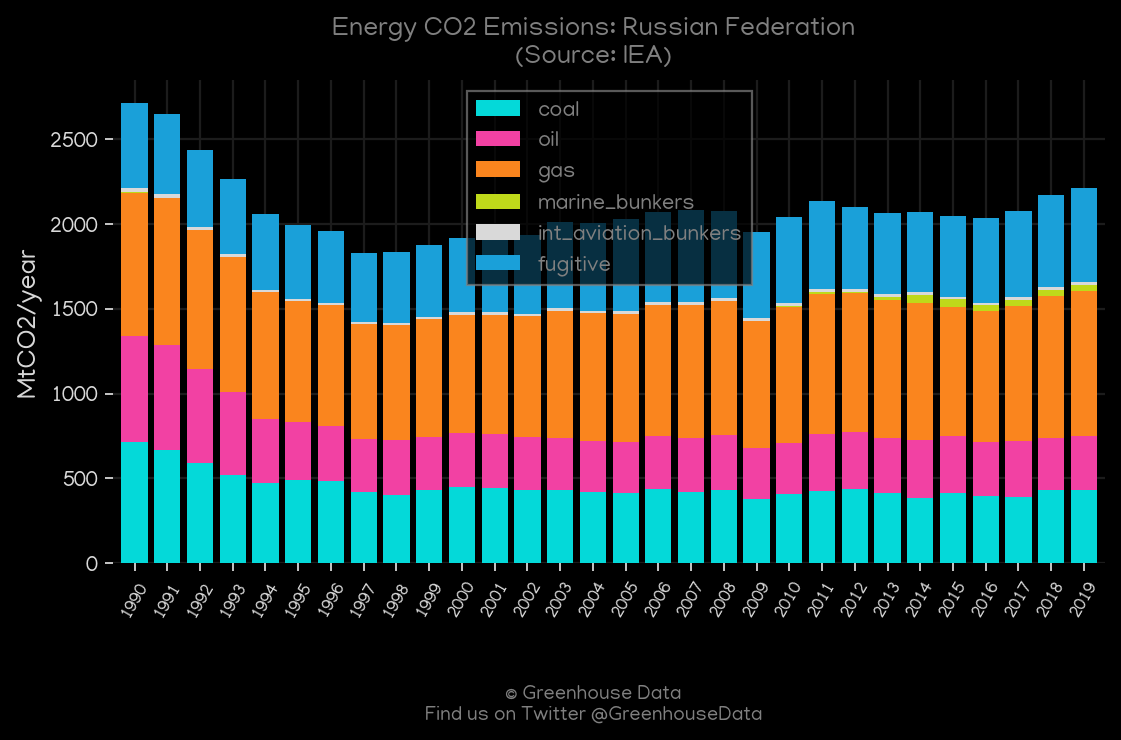 Energy CO2 Emissions: Russian Federation
(Source: IEA)
coal
oil
gas
marine_bunkers
int_aviation_bunkers
fugitive
MtCO2/year
2500
2000
1500
1000
500
0
1990 1991 1992 1993 1994 1995 1996 1997 1998 1999 2000 2001 2002 2003 2004 2005 2006 2007 2008 2009 2010 2011 2012 2013 2014 2015 2016 2017 2018 2019
© Greenhouse Data
Find us on Twitter @GreenhouseData